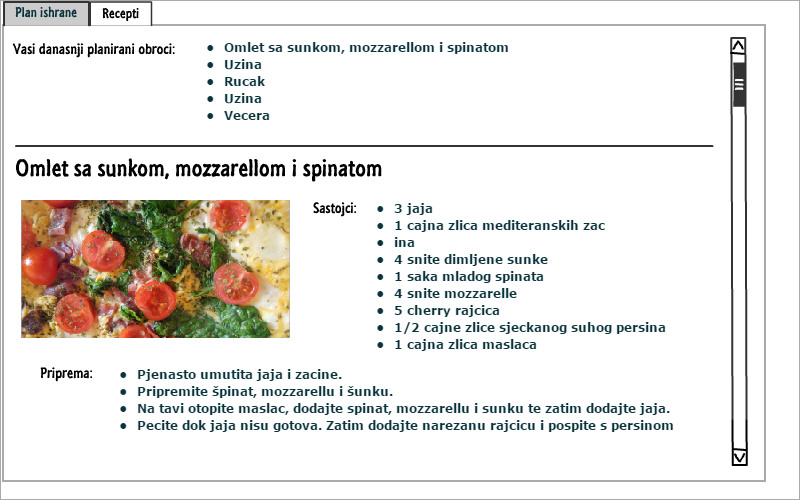 Plan ishrane
Recepti
Vasi danasnji planirani obroci:
Omlet sa sunkom, mozzarellom i spinatom
Uzina
Rucak
Uzina
Vecera
Omlet sa sunkom, mozzarellom i spinatom
Sastojci:
3 jaja
1 cajna zlica mediteranskih zac
ina
4 snite dimljene sunke
1 saka mladog spinata
4 snite mozzarelle
5 cherry rajcica
1/2 cajne zlice sjeckanog suhog persina
1 cajna zlica maslaca
Priprema:
Pjenasto umutita jaja i zacine.
Pripremite špinat, mozzarellu i šunku.
Na tavi otopite maslac, dodajte spinat, mozzarellu i sunku te zatim dodajte jaja.
Pecite dok jaja nisu gotova. Zatim dodajte narezanu rajcicu i pospite s persinom